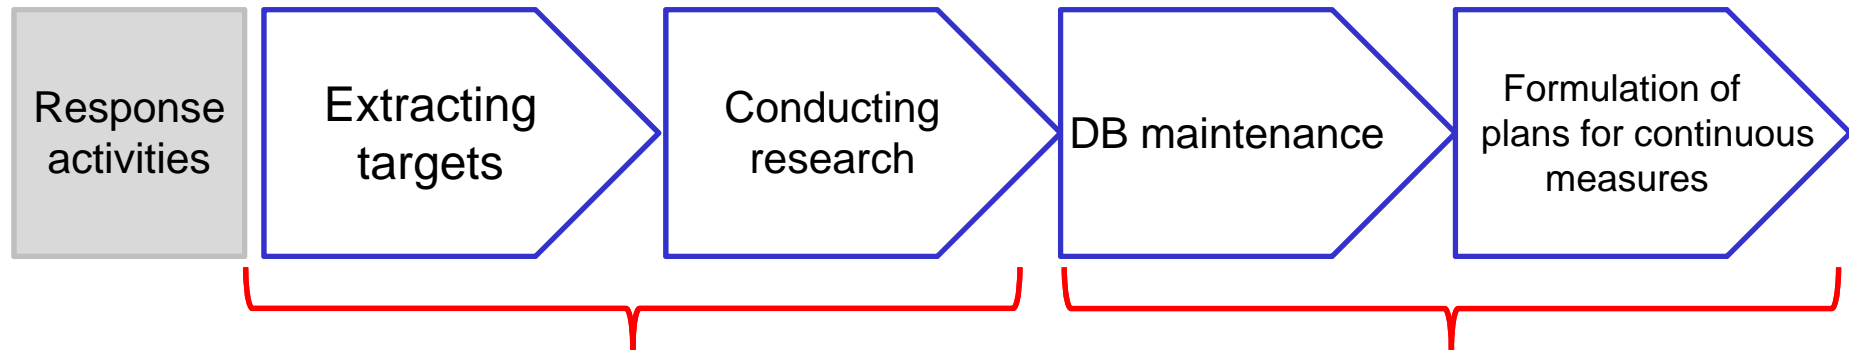 Response
activities
Extracting
targets
Conducting
research
DB maintenance
Formulation of
plans for continuous
measures